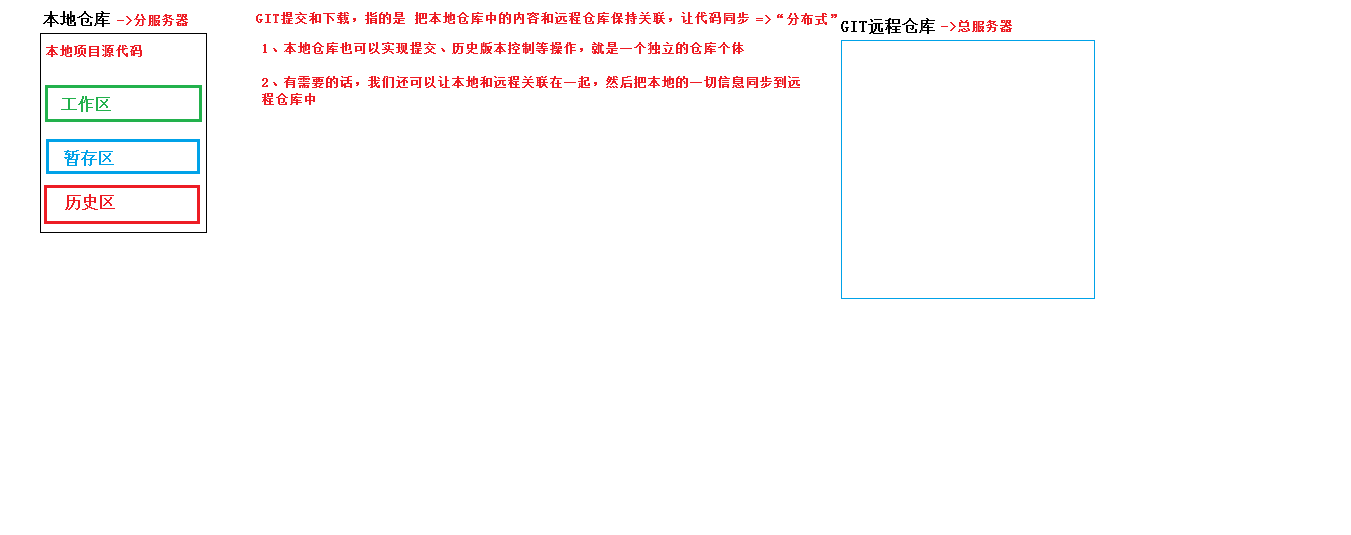 本地仓库 ->分服务器
本地项目源代码
工作区
暂存区
历史区
GIT提交和下载，指的是 把本地仓库中的内容和远程仓库保持关联，让代码同步 =>“分布式”
1、本地仓库也可以实现提交、历史版本控制等操作，就是一个独立的仓库个体
2、有需要的话，我们还可以让本地和远程关联在一起，然后把本地的一切信息同步到远
程仓库中
GIT远程仓库 ->总服务器